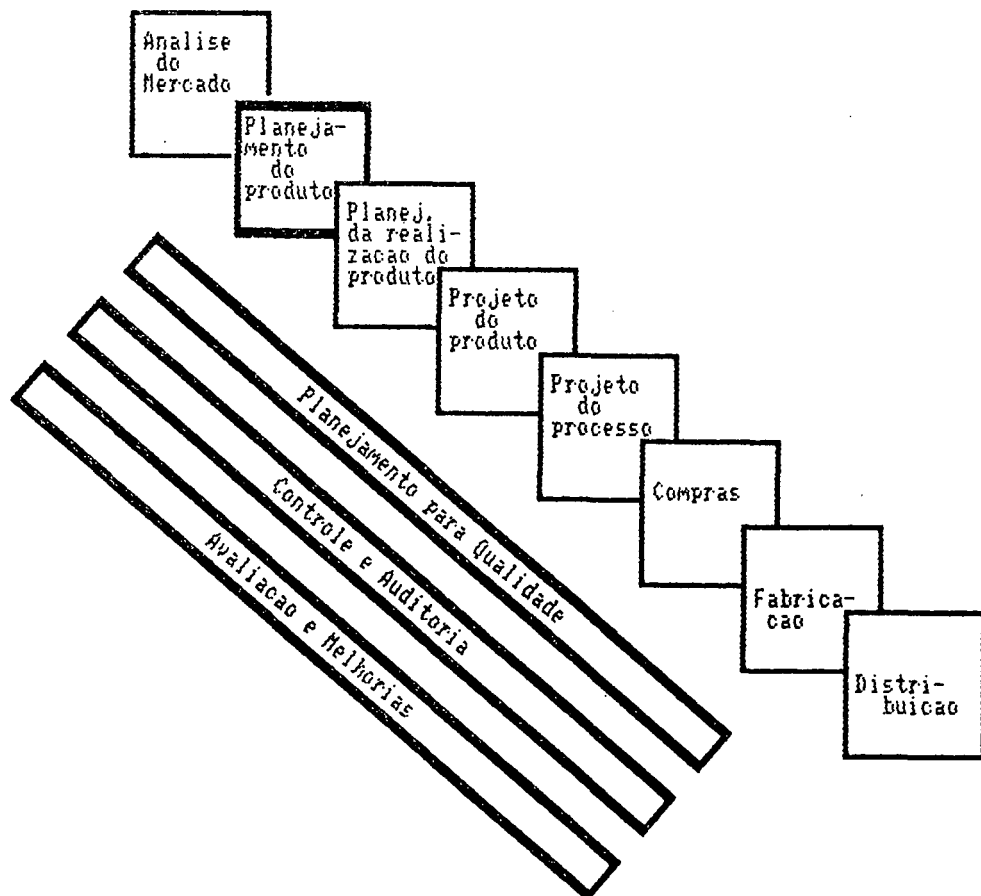 Analise
do
Mercado
Planeja-
mento
do
produto
Planej.
da reali-
zacao do
produto
Projeto
do
produto
Projeto
do
processo
Compras
Fabrica-
cao
Distri-
buicao
Planejamento para Qualidade
Controle e Auditoria
Avaliacao e Melhorias